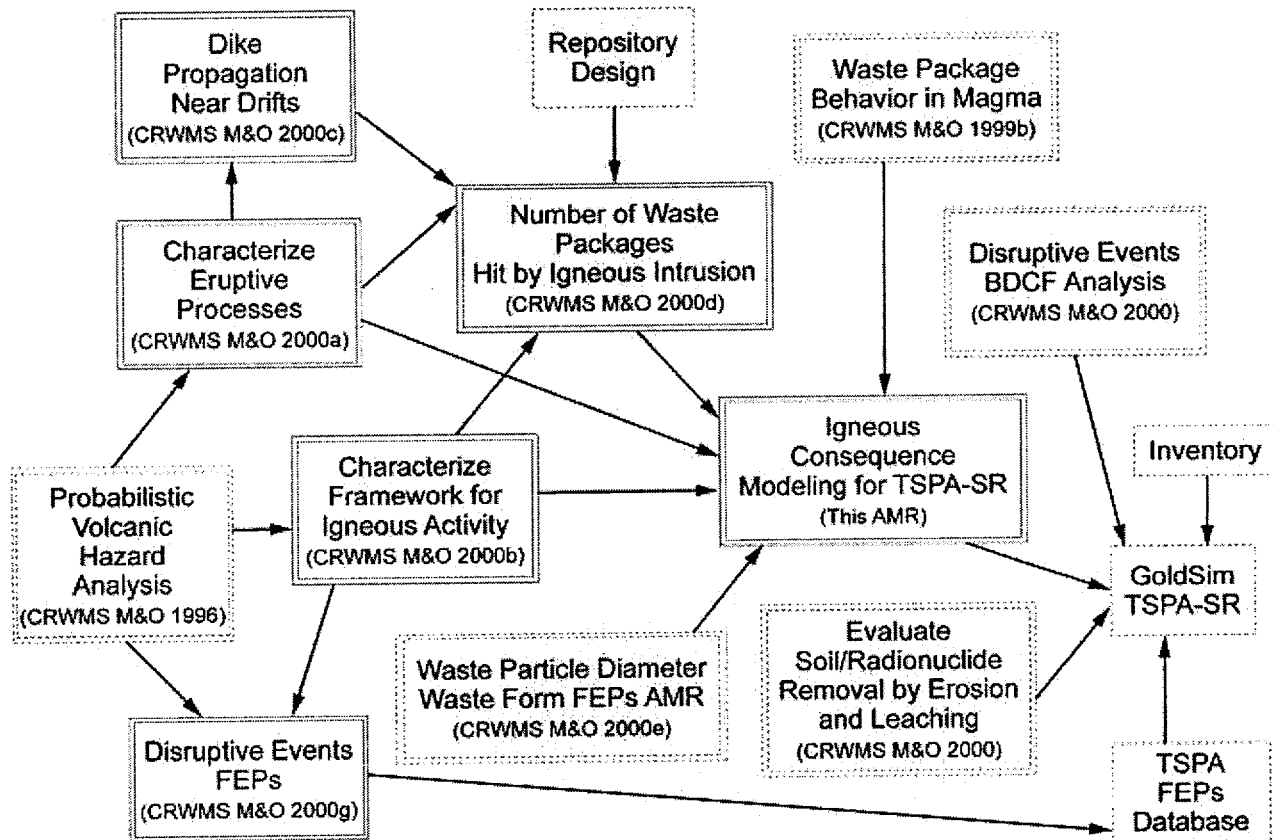 Dike
Propagation
Near Drifts
(CRWMS M&O 2000c)
Repository
Design
Waste Package
Behavior in Magma
(CRWMS M&O 1999b)
Characterize
Eruptive
Processes
(CRWMS M&O 2000a)
Number of Waste
Packages
Hit by Igneous Intrusion
(CRWMS M&O 2000d)
Disruptive Events
BDCF Analysis
(CRWMS M&O 2000)
Probabilistic
Volcanic
Hazard
Analysis
(CRWMS M&O 1996)
Characterize
Framework for
Igneous Activity
(CRWMS M&O 2000b)
Igneous
Consequence
Modeling for TSPA-SR
(This AMR)
Inventory
GoldSim
TSPA-SR
Waste Particle Diameter
Waste Form FEPs AMR
(CRWMS M&O 2000e)
Evaluate
Soil/Radionuclide
Removal by Erosion
and Leaching
(CRWMS M&O 2000)
Disruptive Events
FEPs
(CRWMS M&O 2000g)
TSPA
FEPs
Database